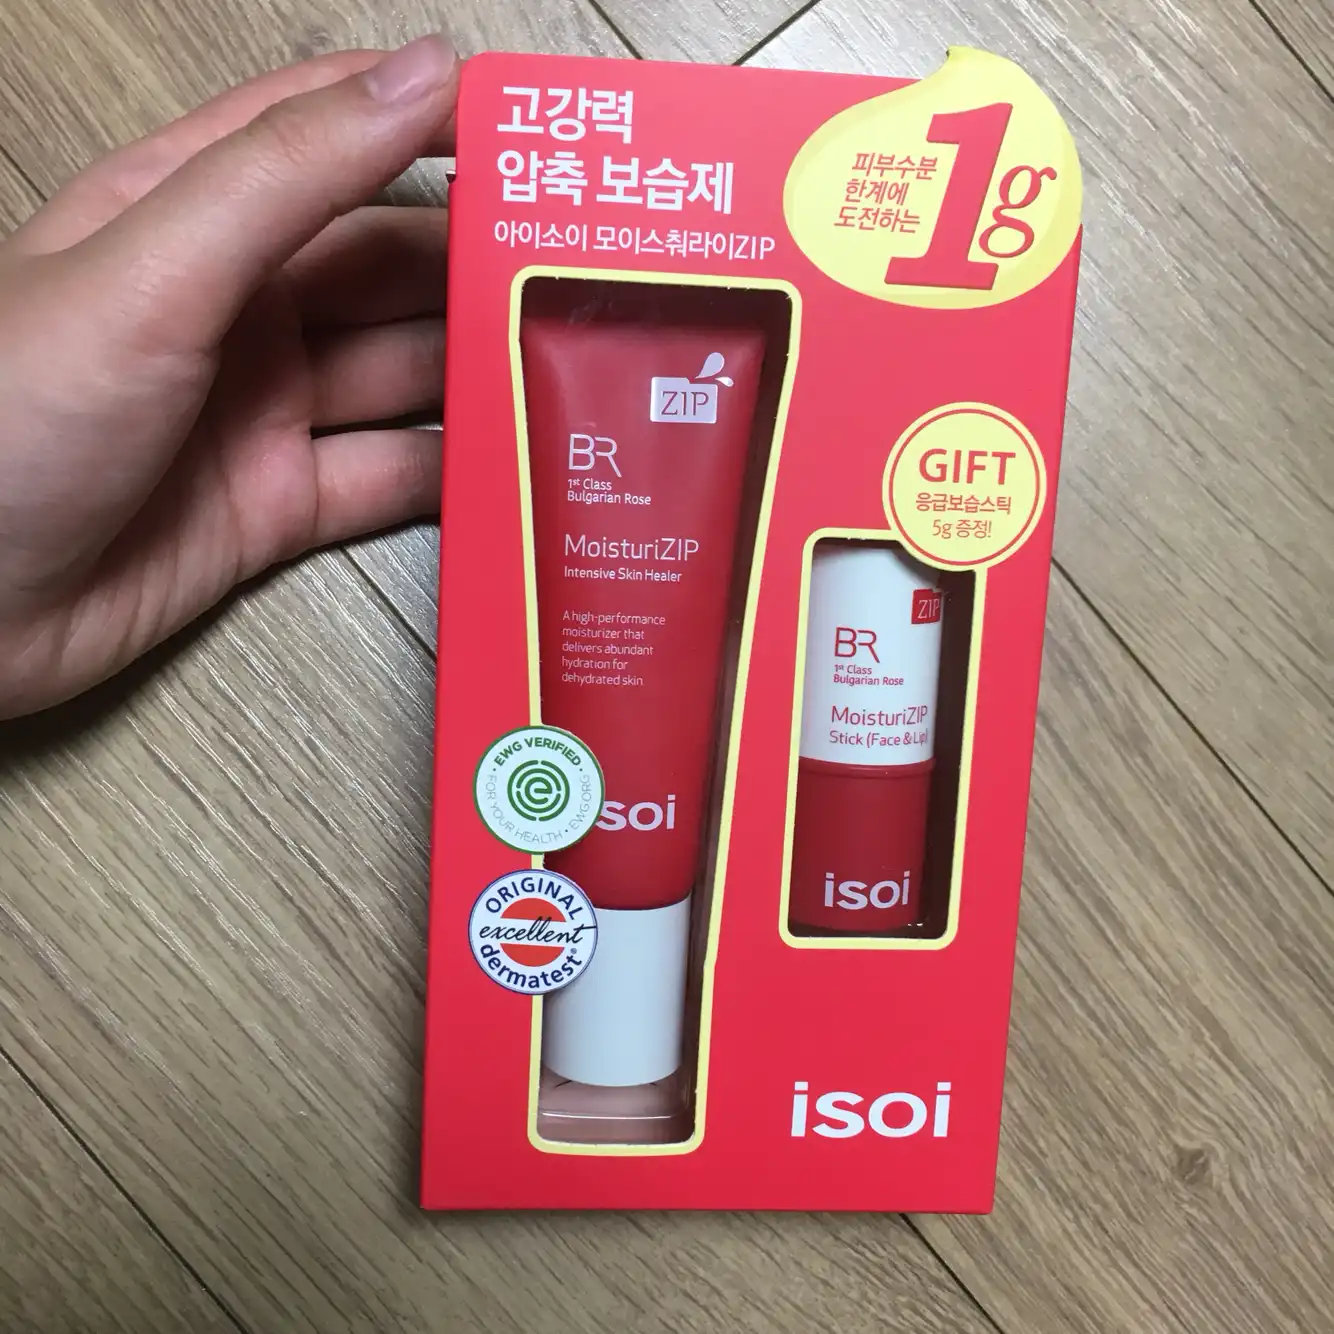 고강력
압축 보습제
아이소이 모이스춰라이ZIP
피부수분
한계에
도전하는
1g
ZIP
BR
1st Class
Bulgarian Rose
MoisturiZIP
Intensive Skin Healer
A high-performance
moisturizer that
delivers abundant
hydration for
dehydrated skin
EWG VERIFIED
FOR YOUR HEALTH • EWG.ORG
soi
ORIGINAL
excellent
dermatest®
GIFT
응급보습스틱
5g 증정!
ZIP
BR
1st Class
Bulgarian Rose
MoisturiZIP
Stick (Face & Lip)
isoi
isoi